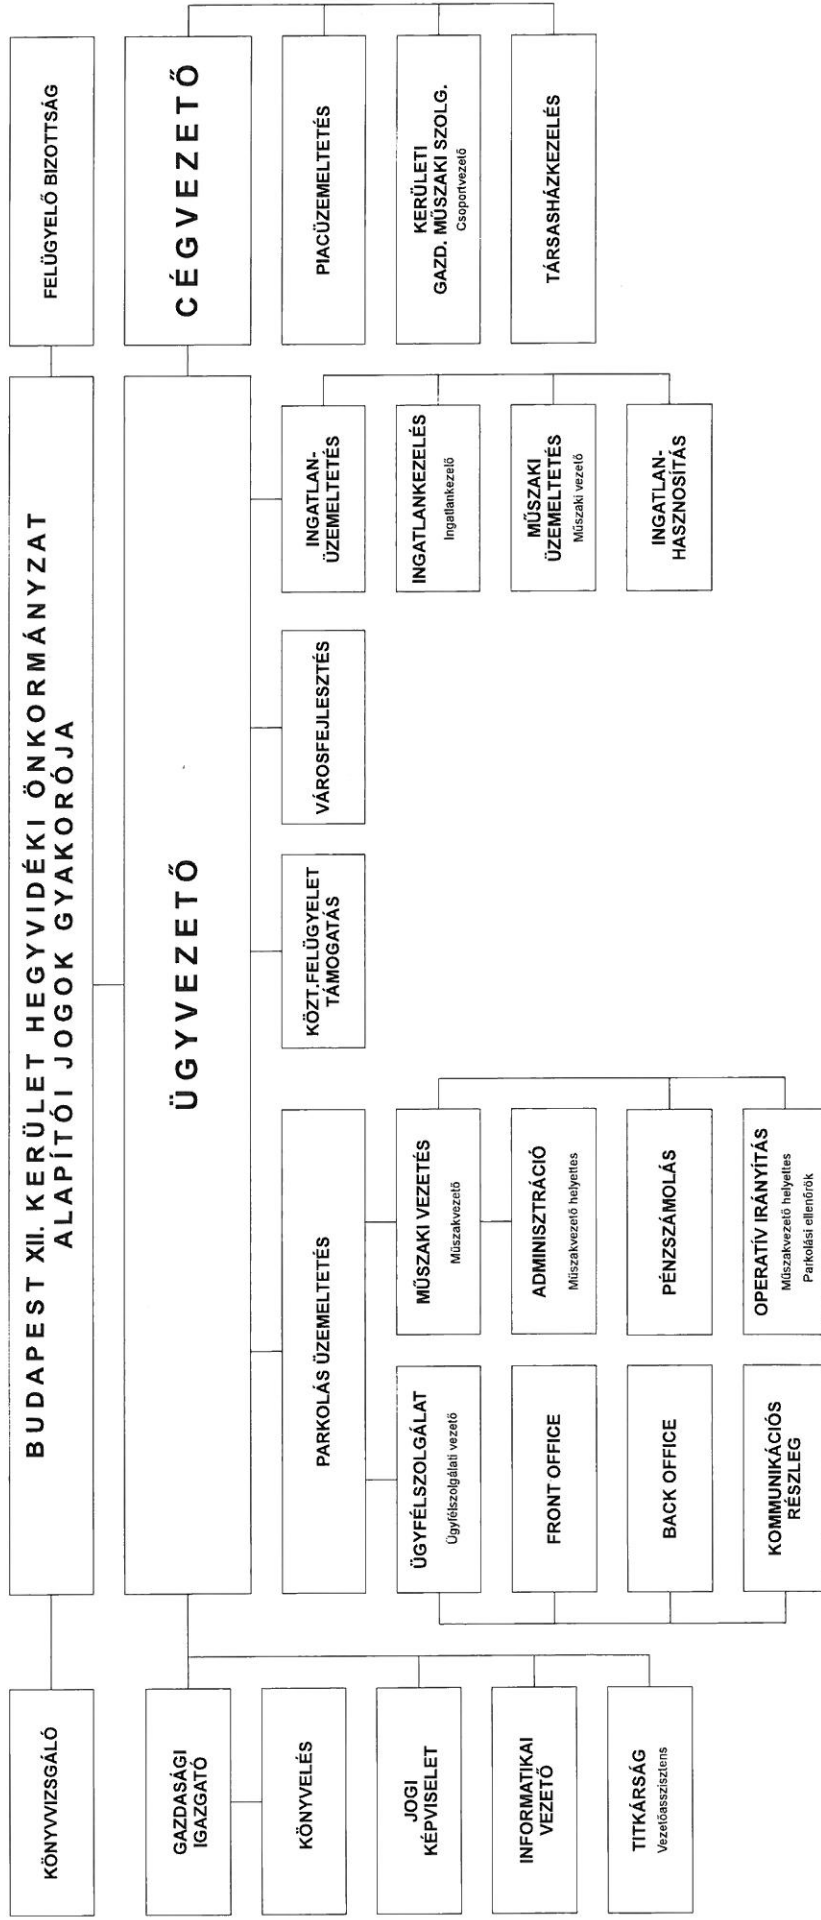 BUDAPEST XII. KERÜLET HEGYVIDÉKI ÖNKORMÁNYZAT
ALAPÍTÓI JOGOK GYAKORÓJA
KÖNYVVIZSGÁLÓ
FELÜGYELŐ BIZOTTSÁG
ÜGYVEZETŐ
CÉGVEZETŐ
GAZDASÁGI
IGAZGATÓ
KÖNYVELÉS
JOGI
KÉPVISELET
INFORMATIKAI
VEZETŐ
TITKÁRSÁG
Vezetőasszisztens
PARKOLÁS ÜZEMELTETÉS
ÜGYFÉLSZOLGÁLAT
Ügyfélszolgálati vezető
FRONT OFFICE
BACK OFFICE
KOMMUNIKÁCIÓS
RÉSZLEG
MŰSZAKI VEZETÉS
Műszakvezető
ADMINISZTRÁCIÓ
Műszakvezető helyettes
PÉNZSZÁMOLÁS
OPERATÍV IRÁNYÍTÁS
Műszakvezető helyettes
Parkolási ellenőrök
KÖZT.FELÜGYELET
TÁMOGATÁS
VÁROSFEJLESZTÉS
INGATLAN-
ÜZEMELTETÉS
INGATLANKEZELÉS
Ingatlankezelő
MŰSZAKI
ÜZEMELTETÉS
Műszaki vezető
INGATLAN-
HASZNOSÍTÁS
PIACÜZEMELTETÉS
KERÜLETI
GAZD. MŰSZAKI SZOLG.
Csoportvezető
TÁRSASHÁZKEZELÉS